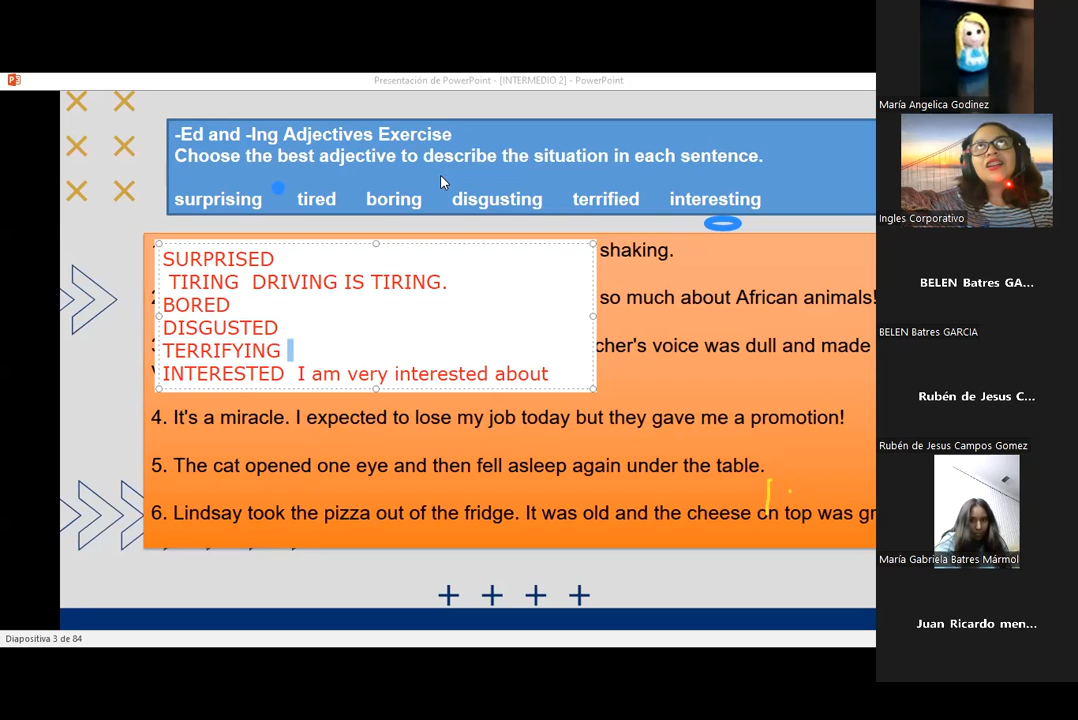 Presentación de PowerPoint - [INTERMEDIO 2] - PowerPoint
-Ed and -Ing Adjectives Exercise
Choose the best adjective to describe the situation in each sentence.
surprising tired boring disgusting terrified interesting
shaking.
SURPRISED
TIRING DRIVING IS TIRING.
BORED
DISGUSTED
TERRIFYING
INTERESTED I am very interested about
so much about African animals!
cher's voice was dull and made
4. It's a miracle. I expected to lose my job today but they gave me a promotion!
5. The cat opened one eye and then fell asleep again under the table.
6. Lindsay took the pizza out of the fridge. It was old and the cheese on top was gr
Diapositiva 3 de 84
María Angelica Godinez
Ingles Corporativo
BELEN Batres GA...
BELEN Batres GARCIA
Rubén de Jesus C...
Rubén de Jesus Campos Gomez
María Gabriela Batres Mármol
Juan Ricardo men...